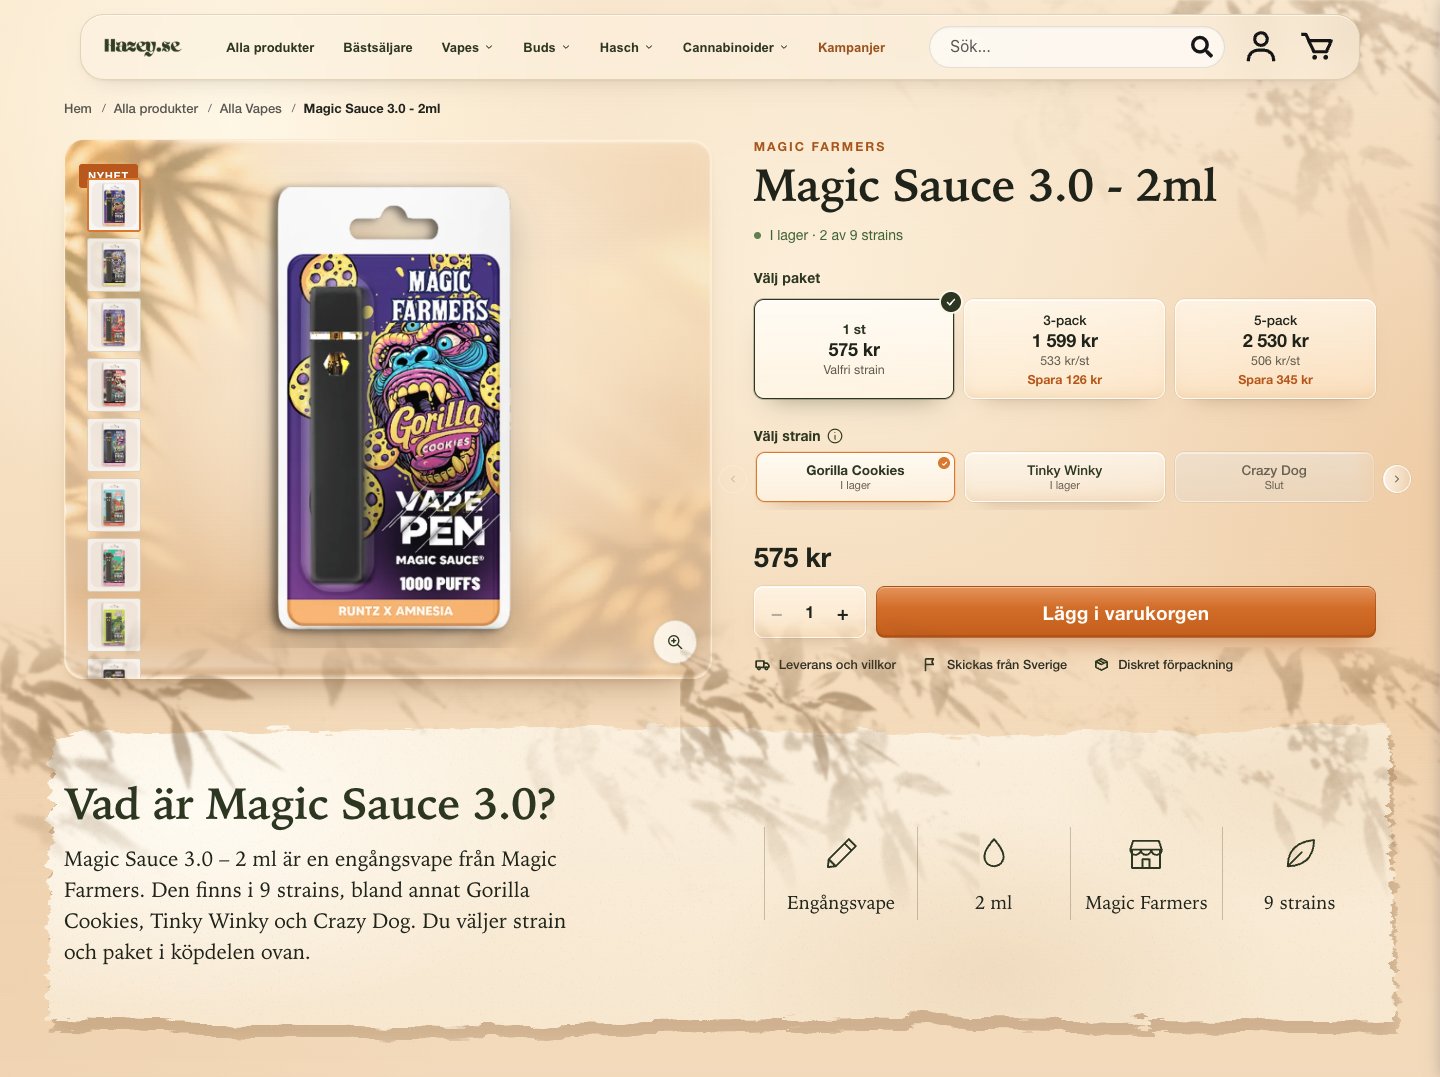 Hazey.se
Alla produkter
Bästsäljare
Vapes
Buds
Hasch
Cannabinoider
Kampanjer
Sök...
Hem / Alla produkter / Alla Vapes / Magic Sauce 3.0 - 2ml
NYHET
MAGIC
FARMERS
Gorilla
COOKIES
VAPE
PEN
MAGIC SAUCE®
1000 PUFFS
RUNTZ X AMNESIA
MAGIC FARMERS
Magic Sauce 3.0 - 2ml
I lager · 2 av 9 strains
Välj paket
1 st
575 kr
Valfri strain
3-pack
1 599 kr
533 kr/st
Spara 126 kr
5-pack
2 530 kr
506 kr/st
Spara 345 kr
Välj strain
Gorilla Cookies
I lager
Tinky Winky
I lager
Crazy Dog
Slut
575 kr
− 1 +
Lägg i varukorgen
Leverans och villkor
Skickas från Sverige
Diskret förpackning
Vad är Magic Sauce 3.0?
Magic Sauce 3.0 – 2 ml är en engångsvape från Magic
Farmers. Den finns i 9 strains, bland annat Gorilla
Cookies, Tinky Winky och Crazy Dog. Du väljer strain
och paket i köpdelen ovan.
Engångsvape
2 ml
Magic Farmers
9 strains